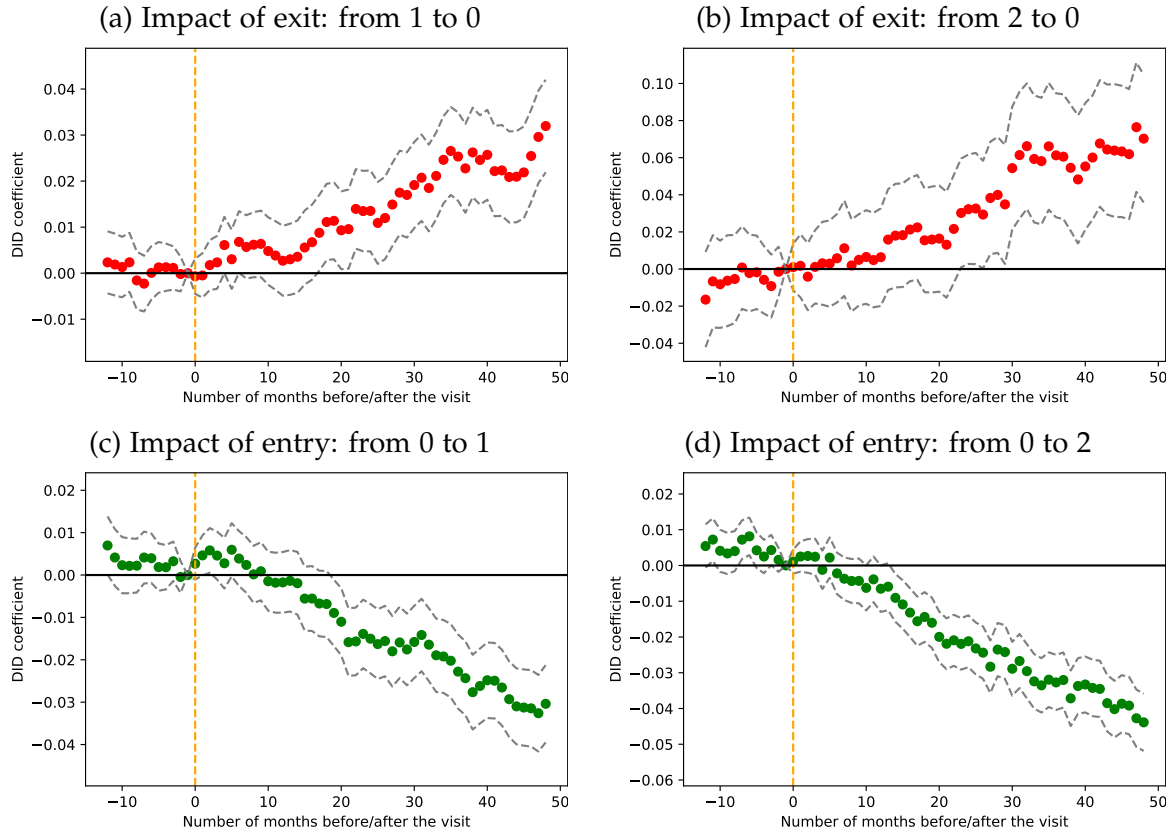 (a) Impact of exit: from 1 to 0
(b) Impact of exit: from 2 to 0
DID coefficient
0.04
0.03
0.02
0.01
0.00
−0.01
−10 0 10 20 30 40 50
Number of months before/after the visit
DID coefficient
0.10
0.08
0.06
0.04
0.02
0.00
−0.02
−0.04
−10 0 10 20 30 40 50
Number of months before/after the visit
(c) Impact of entry: from 0 to 1
(d) Impact of entry: from 0 to 2
DID coefficient
0.02
0.01
0.00
−0.01
−0.02
−0.03
−0.04
−10 0 10 20 30 40 50
Number of months before/after the visit
DID coefficient
0.02
0.01
0.00
−0.01
−0.02
−0.03
−0.04
−0.05
−0.06
−10 0 10 20 30 40 50
Number of months before/after the visit